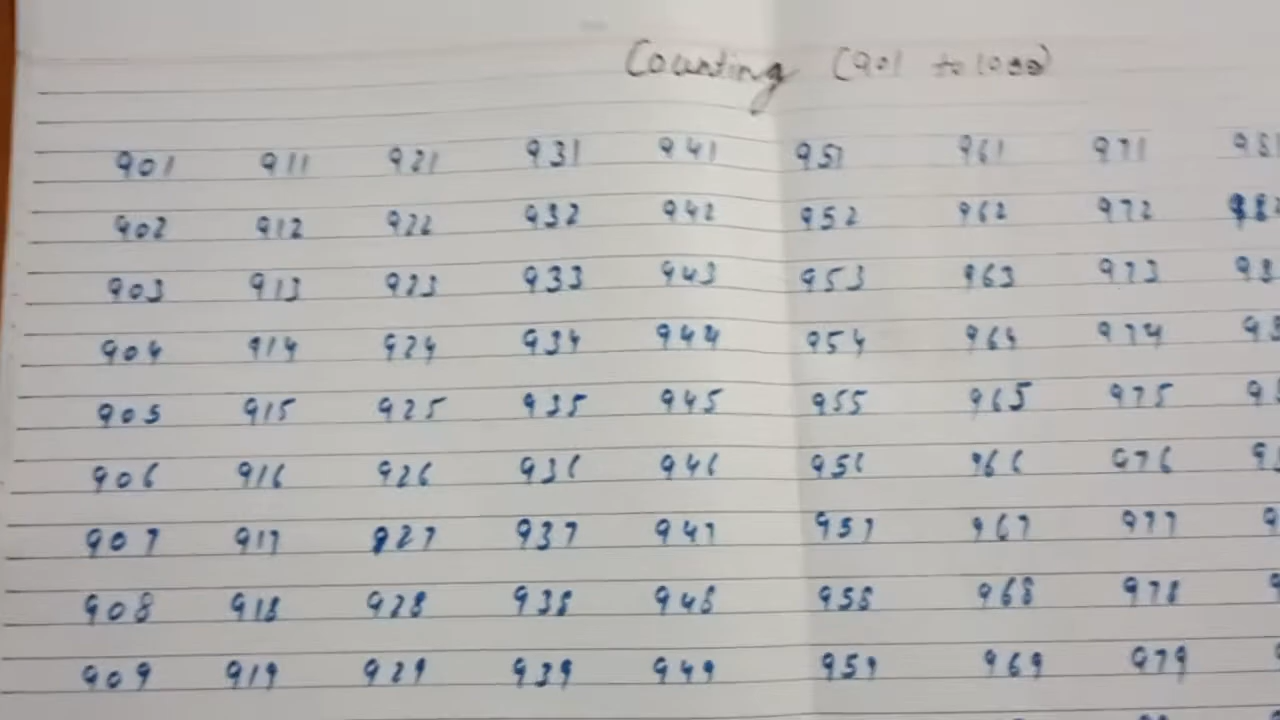 Counting (901 to 1000)
901 911 921 931 941 951 961 971 981
902 912 922 932 942 952 962 972 982
903 913 923 933 943 953 963 973
904 914 924 934 944 954 964 974
905 915 925 935 945 955 965 975
906 916 926 936 946 956 966 976
907 917 927 937 947 957 967 977
908 918 928 938 948 958 968 978
909 919 929 939 949 959 969 979